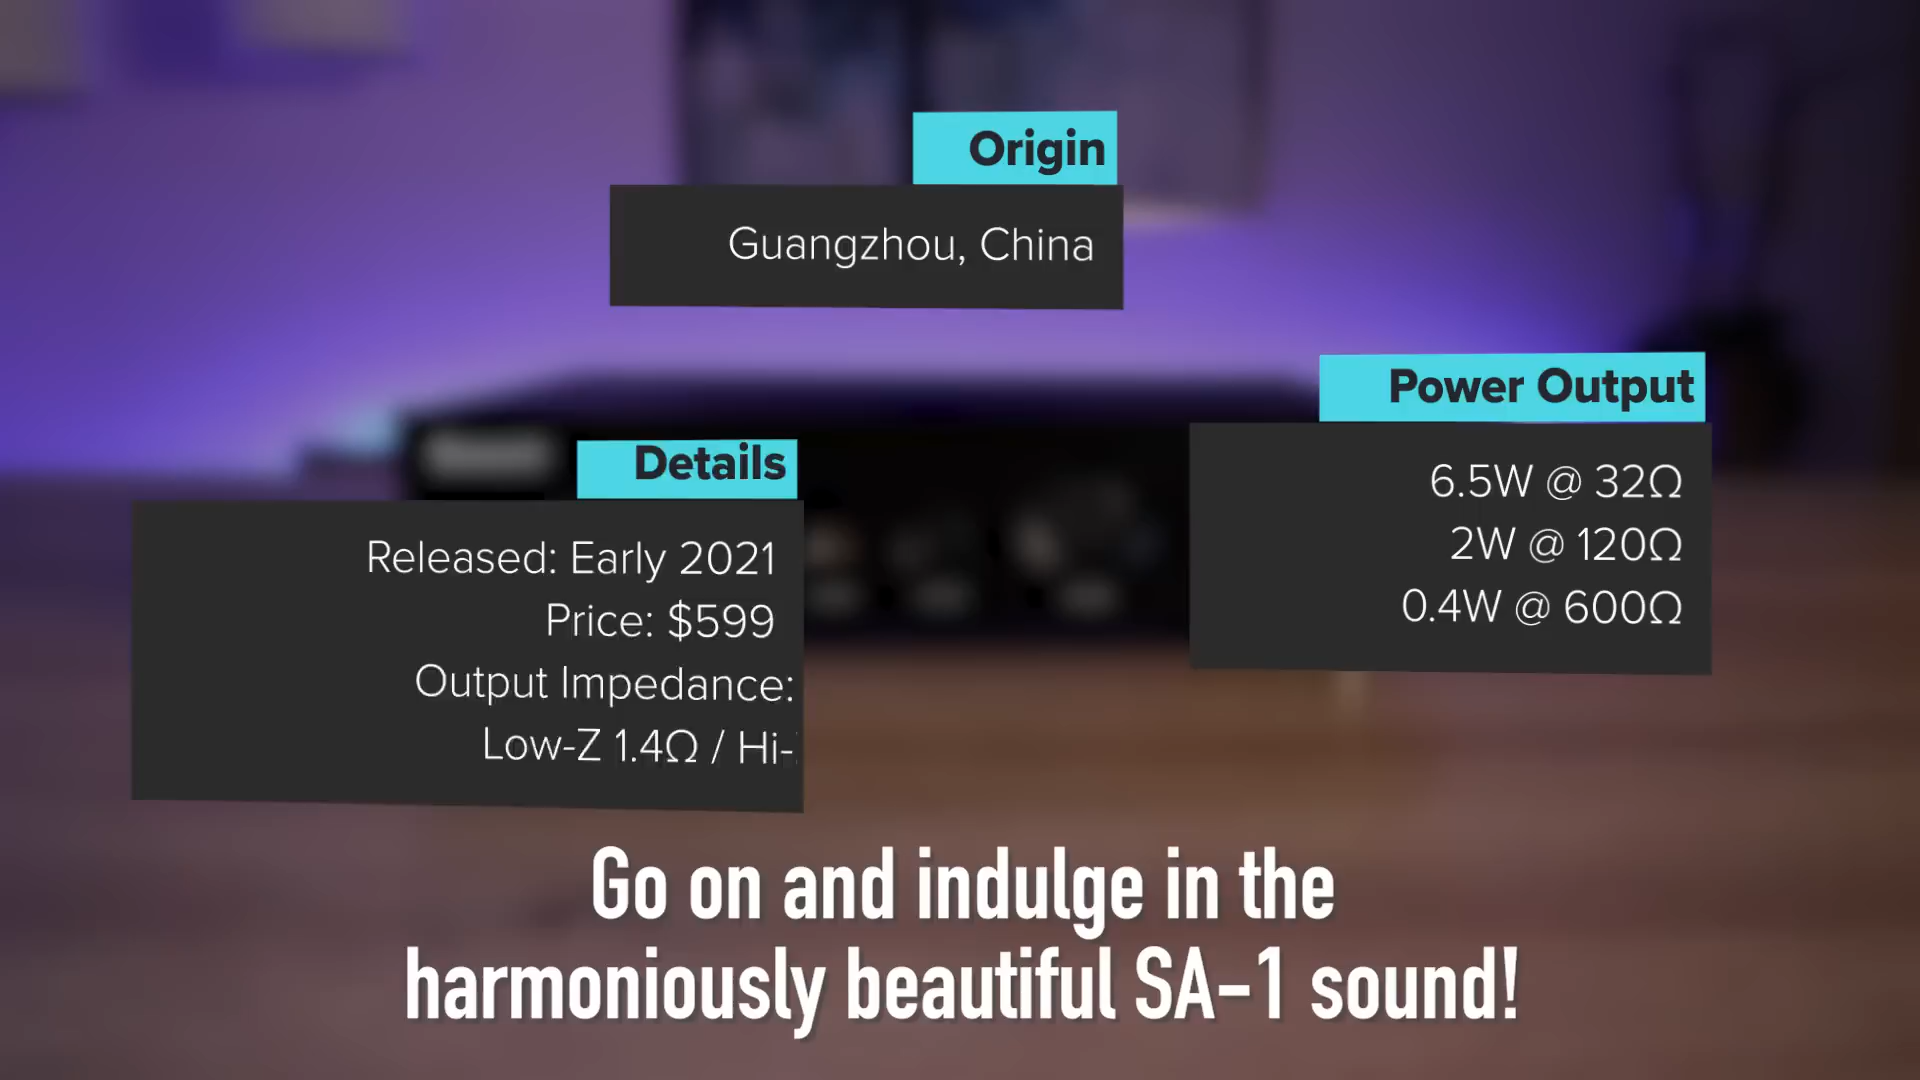 Origin
Guangzhou, China
Power Output
6.5W @ 32Ω
2W @ 120Ω
0.4W @ 600Ω
Details
Released: Early 2021
Price: $599
Output Impedance:
Low-Z 1.4Ω / Hi-
Go on and indulge in the
harmoniously beautiful SA-1 sound!